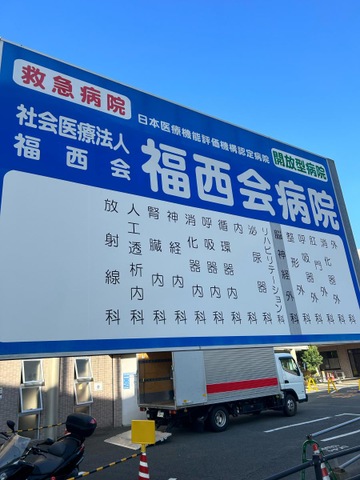 救急病院
日本医療機能評価機構認定病院
開放型病院
社会医療法人
福西会
福西会病院
外科
消化器外科
肛門外科
呼吸器外科
整形外科
脳神経外科
リハビリテーション科
泌尿器科
内科
循環器内科
呼吸器内科
消化器内科
神経内科
腎臓内科
人工透析内科
放射線科